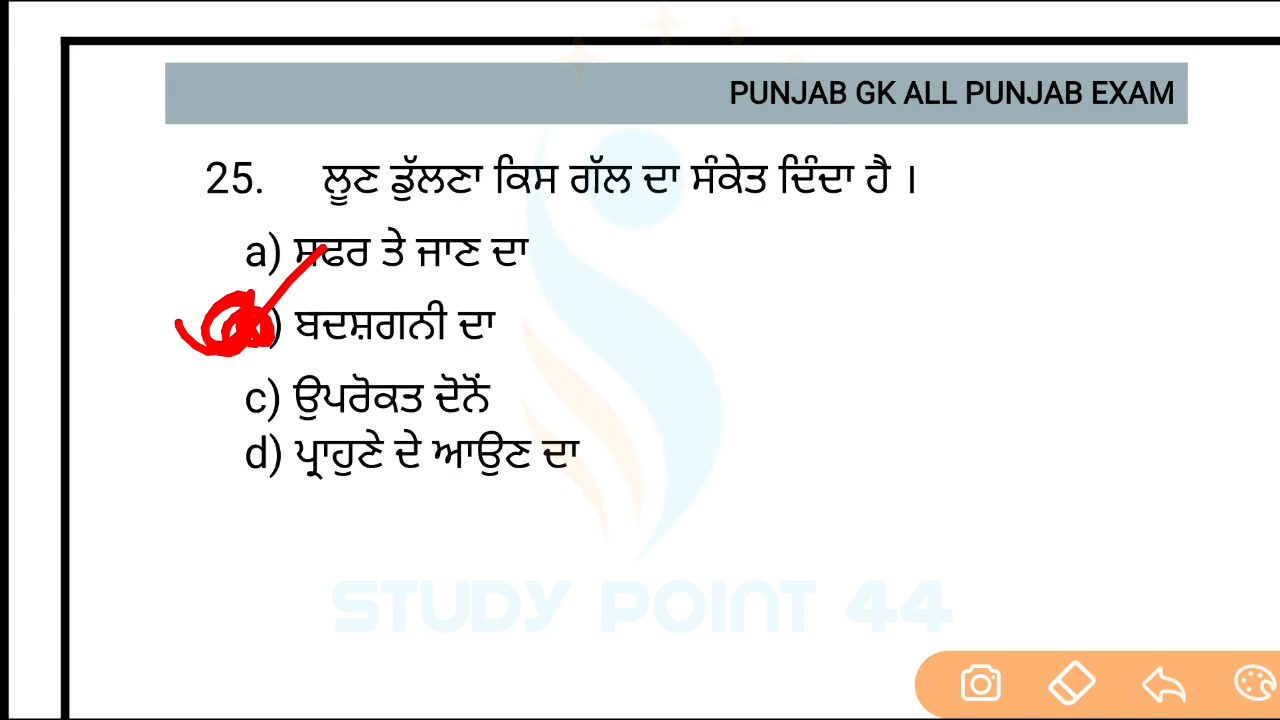 PUNJAB GK ALL PUNJAB EXAM
25. ਲੂਣ ਡੁੱਲਣਾ ਕਿਸ ਗੱਲ ਦਾ ਸੰਕੇਤ ਦਿੰਦਾ ਹੈ ।
a) ਸਫਰ ਤੇ ਜਾਣ ਦਾ
) ਬਦਸ਼ਗਨੀ ਦਾ
c) ਉਪਰੋਕਤ ਦੋਨੋਂ
d) ਪ੍ਰਾਹੁਣੇ ਦੇ ਆਉਣ ਦਾ
STUDY POINT 44